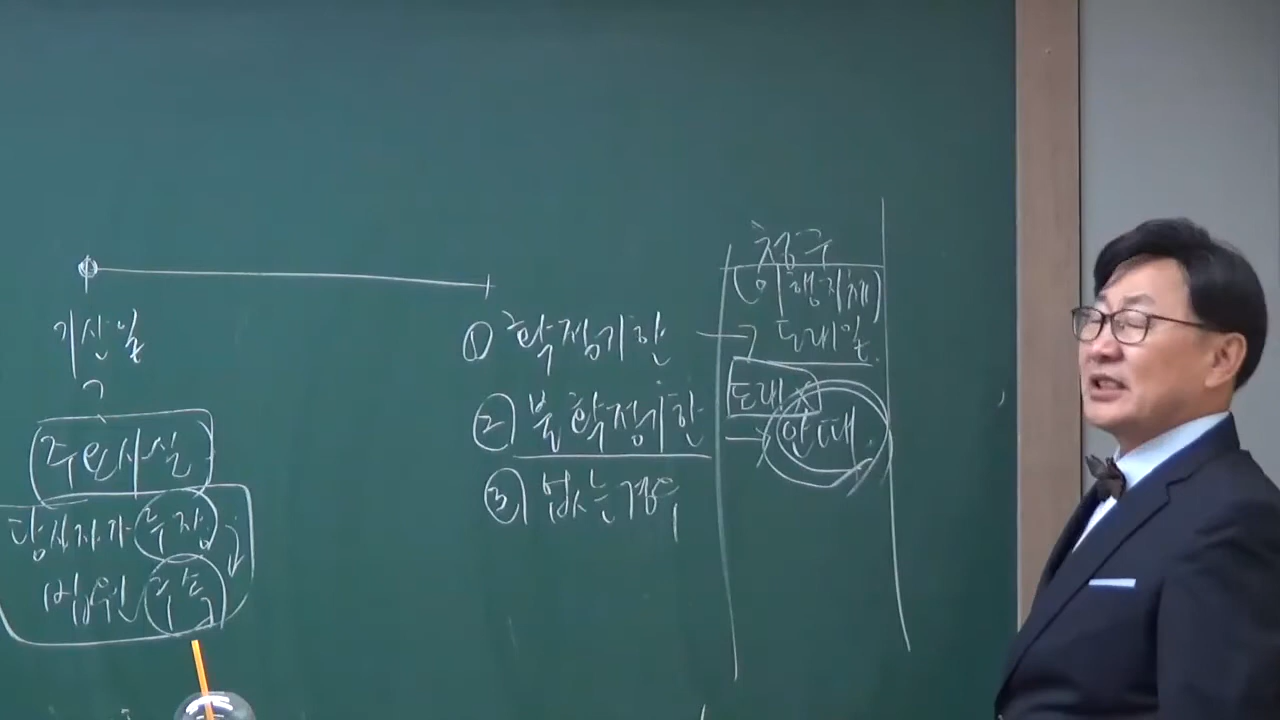 기산일
주요사실
당사자가 주장
법원 구속
① 확정기한
② 불확정기한
③ 없는 경우
청구
(이행지체)
도래일
도래 X
안 때